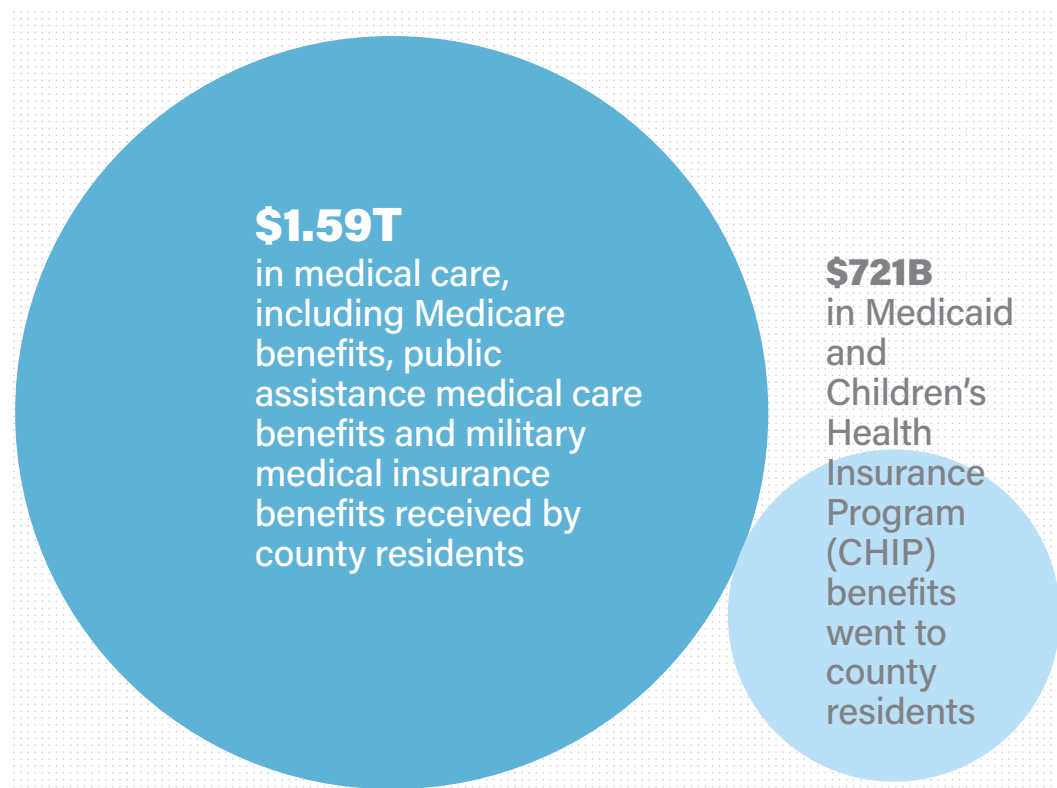 $1.59T
in medical care,
including Medicare
benefits, public
assistance medical care
benefits and military
medical insurance
benefits received by
county residents
$721B
in Medicaid
and
Children’s
Health
Insurance
Program
(CHIP)
benefits
went to
county
residents